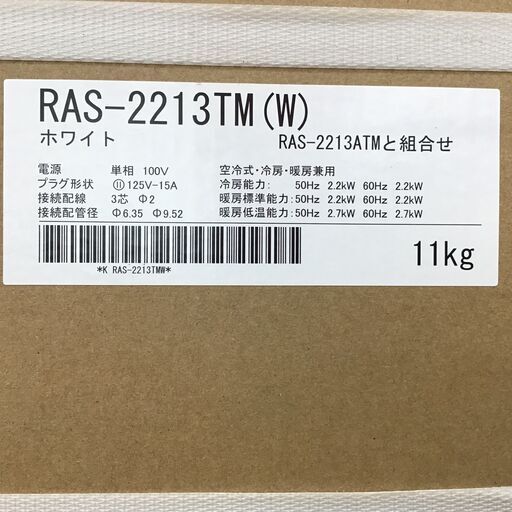 RAS-2213TM(W)
ホワイト RAS-2213ATMと組合せ
電源 単相 100V 空冷式･冷房･暖房兼用
プラグ形状 125V-15A 冷房能力: 50Hz 2.2kW 60Hz 2.2kW
接続配線 3芯 Φ2 暖房標準能力: 50Hz 2.2kW 60Hz 2.2kW
接続配管径 Φ6.35 Φ9.52 暖房低温能力: 50Hz 2.7kW 60Hz 2.7kW
*K RAS-2213TMW* 11kg